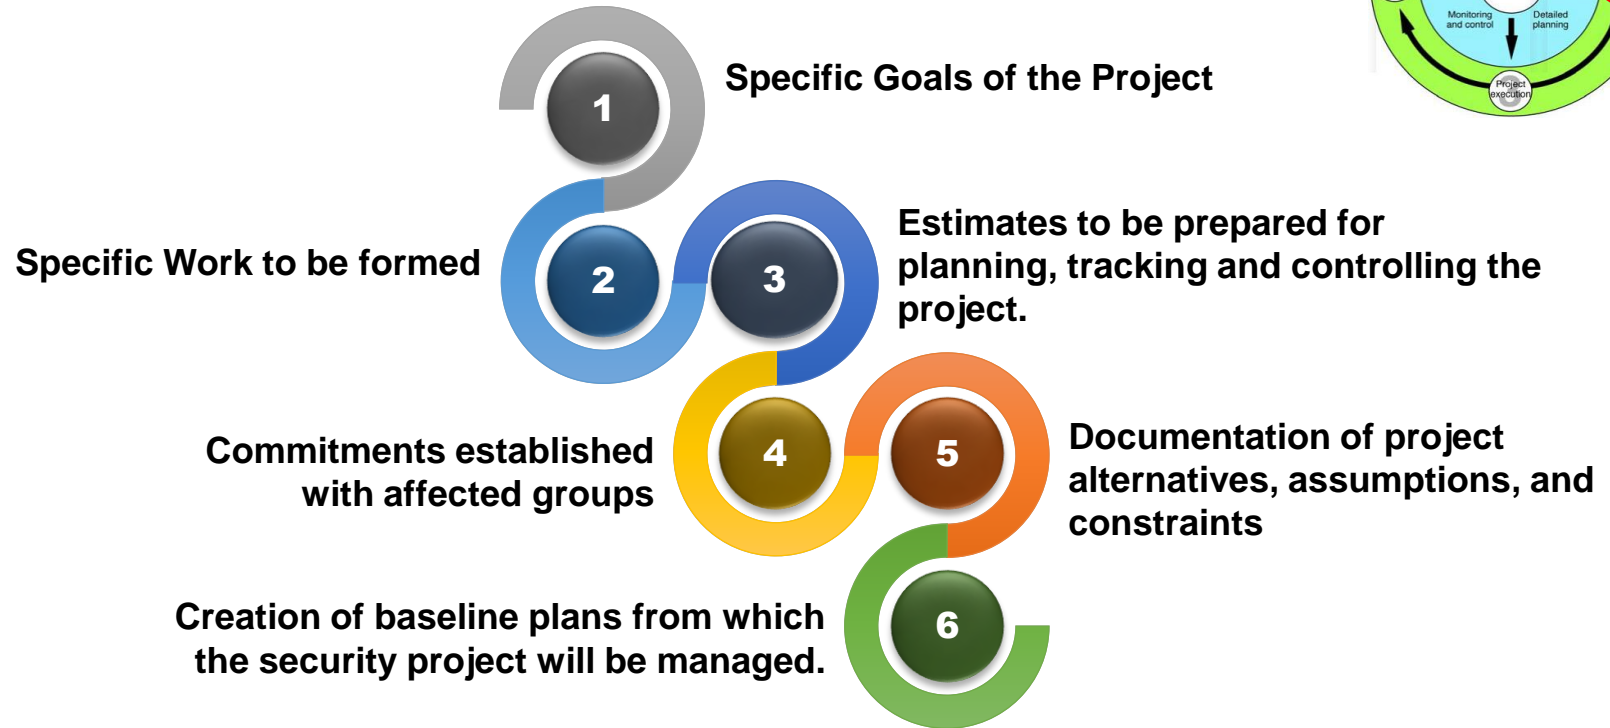 Monitoring
and control
Detailed
planning
Project
execution
1
Specific Goals of the Project
Specific Work to be formed
2
3
Estimates to be prepared for
planning, tracking and controlling the
project.
Commitments established
with affected groups
4
5
Documentation of project
alternatives, assumptions, and
constraints
Creation of baseline plans from which
the security project will be managed.
6